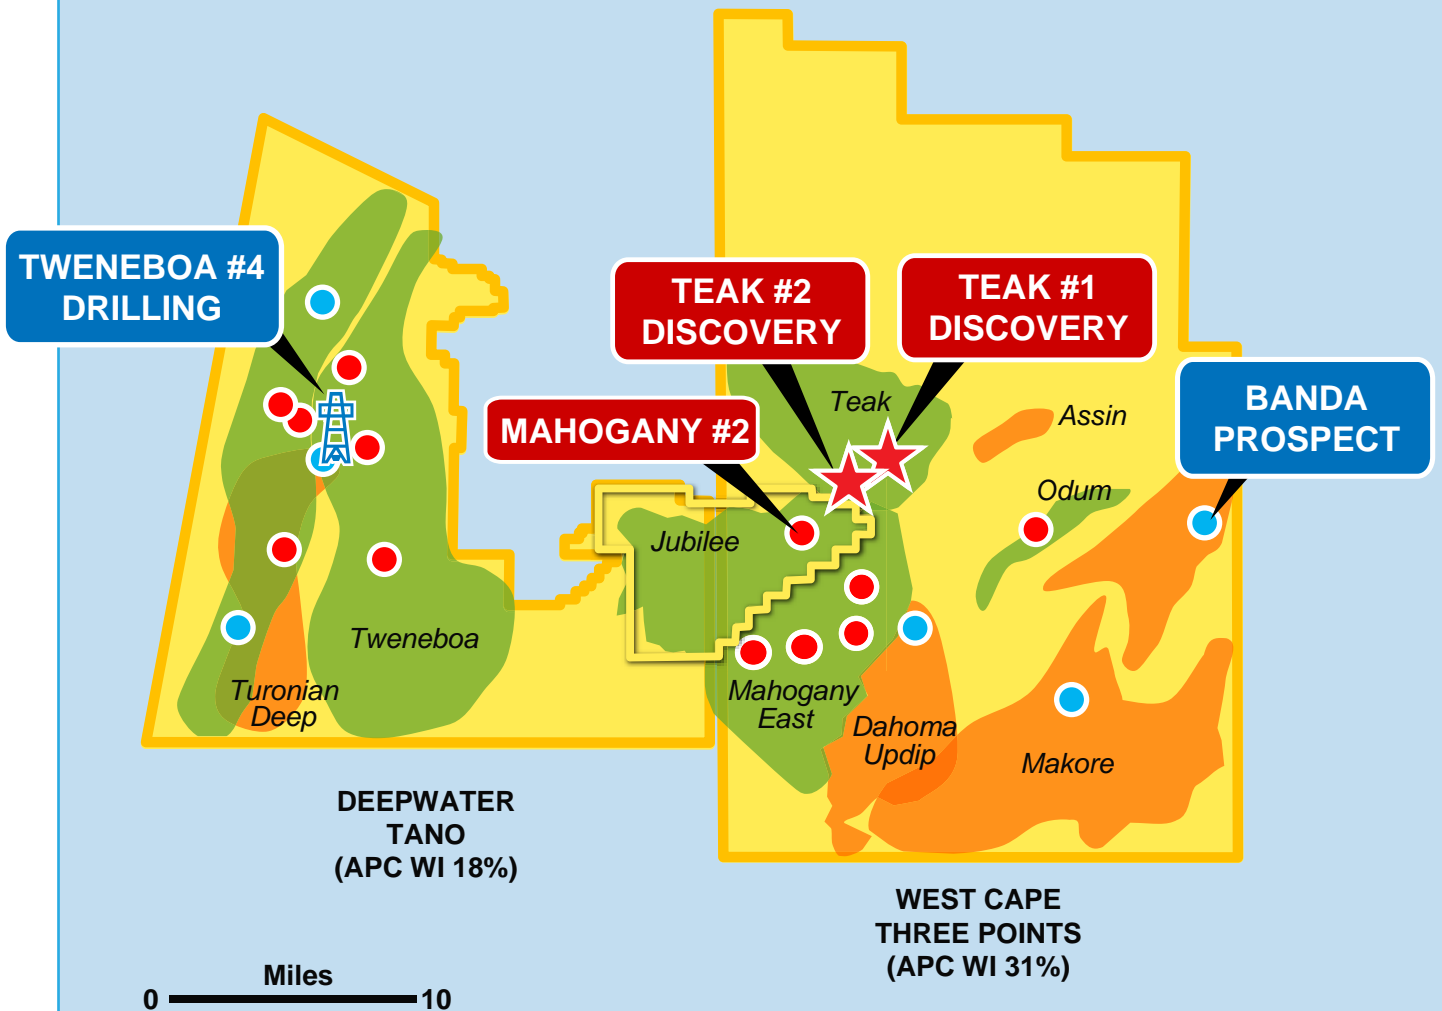 TWENEBOA #4
DRILLING
TEAK #2
DISCOVERY
TEAK #1
DISCOVERY
MAHOGANY #2
BANDA
PROSPECT
Teak
Assin
Odum
Jubilee
Tweneboa
Turonian
Deep
Mahogany
East
Dahoma
Updip
Makore
DEEPWATER
TANO
(APC WI 18%)
WEST CAPE
THREE POINTS
(APC WI 31%)
Miles
0 10